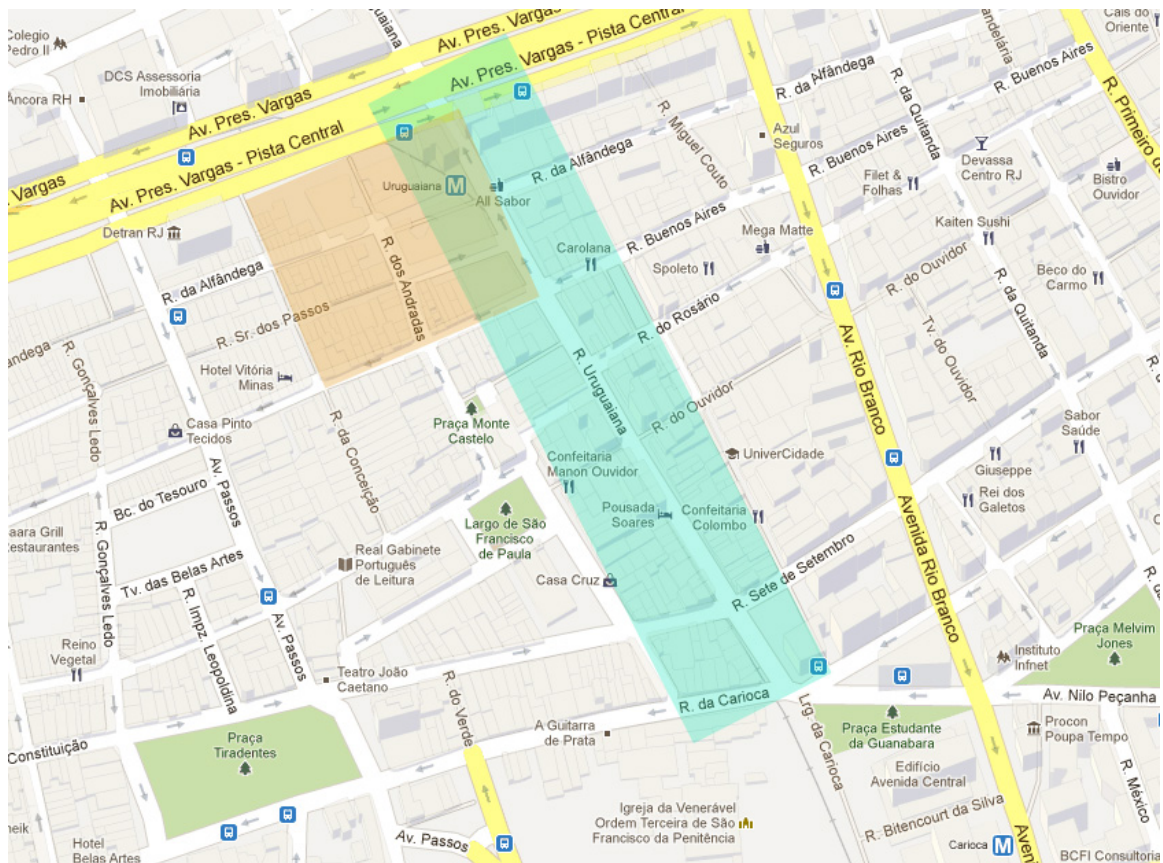 Colegio
Pedro II
Uruguaiana
Av. Pres. Vargas
Av. Pres. Vargas - Pista Central
DCS Assessoria
Imobiliária
Ancora RH
Av. Pres. Vargas
Vargas
Av. Pres. Vargas - Pista Central
Cais do
Oriente
andelária
R. Buenos Aires
R. da Alfândega
R. da Quitanda
R. Primeiro de
R. Miguel Couto
Azul
Seguros
R. Buenos Aires
Devassa
Centro RJ
Bistro
Ouvidor
Filet &
Folhas
Uruguaiana
M
All Sabor
R. da Alfândega
Detran RJ
R. dos Andradas
Carolana
R. Buenos Aires
Mega Matte
Kaiten Sushi
Spoleto
R. do Ouvidor
Beco do
Carmo
R. da Alfândega
R. Sr. dos Passos
ândega
R. do Rosário
R. da Quitanda
Tv. do Ouvidor
Av. Rio Branco
R. Gonçalves Ledo
Hotel Vitória
Minas
R. Uruguaiana
Casa Pinto
Tecidos
Praça Monte
Castelo
R. do Ouvidor
Sabor
Saúde
R. da Conceição
Av. Passos
Confeitaria
Manon Ouvidor
UniverCidade
Giuseppe
Rei dos
Galetos
Bc. do Tesouro
Largo de São
Francisco
de Paula
Pousada
Soares
Confeitaria
Colombo
Avenida Rio Branco
aara Grill
Restaurantes
R. Gonçalves Ledo
Tv. das Belas Artes
Real Gabinete
Português
de Leitura
Casa Cruz
R. Sete de Setembro
R. Impz. Leopoldina
Av. Passos
Praça Melvim
Jones
Reino
Vegetal
Teatro João
Caetano
Instituto
Infnet
R. do Verde
R. da Carioca
Av. Nilo Peçanha
Lrg. da Carioca
Constituição
Praça
Tiradentes
A Guitarra
de Prata
Praça Estudante
da Guanabara
Procon
Poupa Tempo
Edifício
Avenida Central
R. México
Igreja da Venerável
Ordem Terceira de São
Francisco da Penitência
R. Bitencourt da Silva
Hotel
Belas Artes
Av. Passos
Carioca
M
Aven
BCFI Consultoria